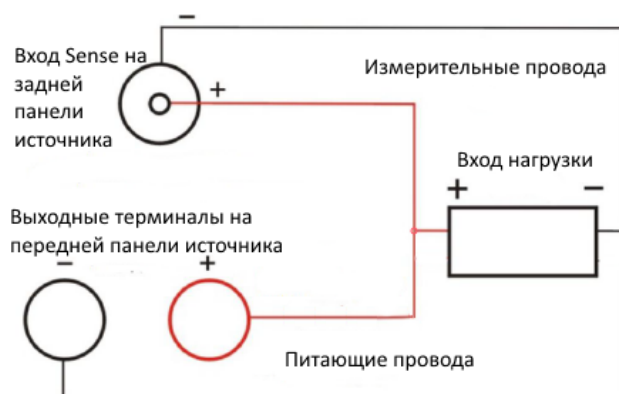 −
Вход Sense на
задней
панели
источника
+
Измерительные провода
Вход нагрузки
+ −
Выходные терминалы на
передней панели источника
− +
Питающие провода